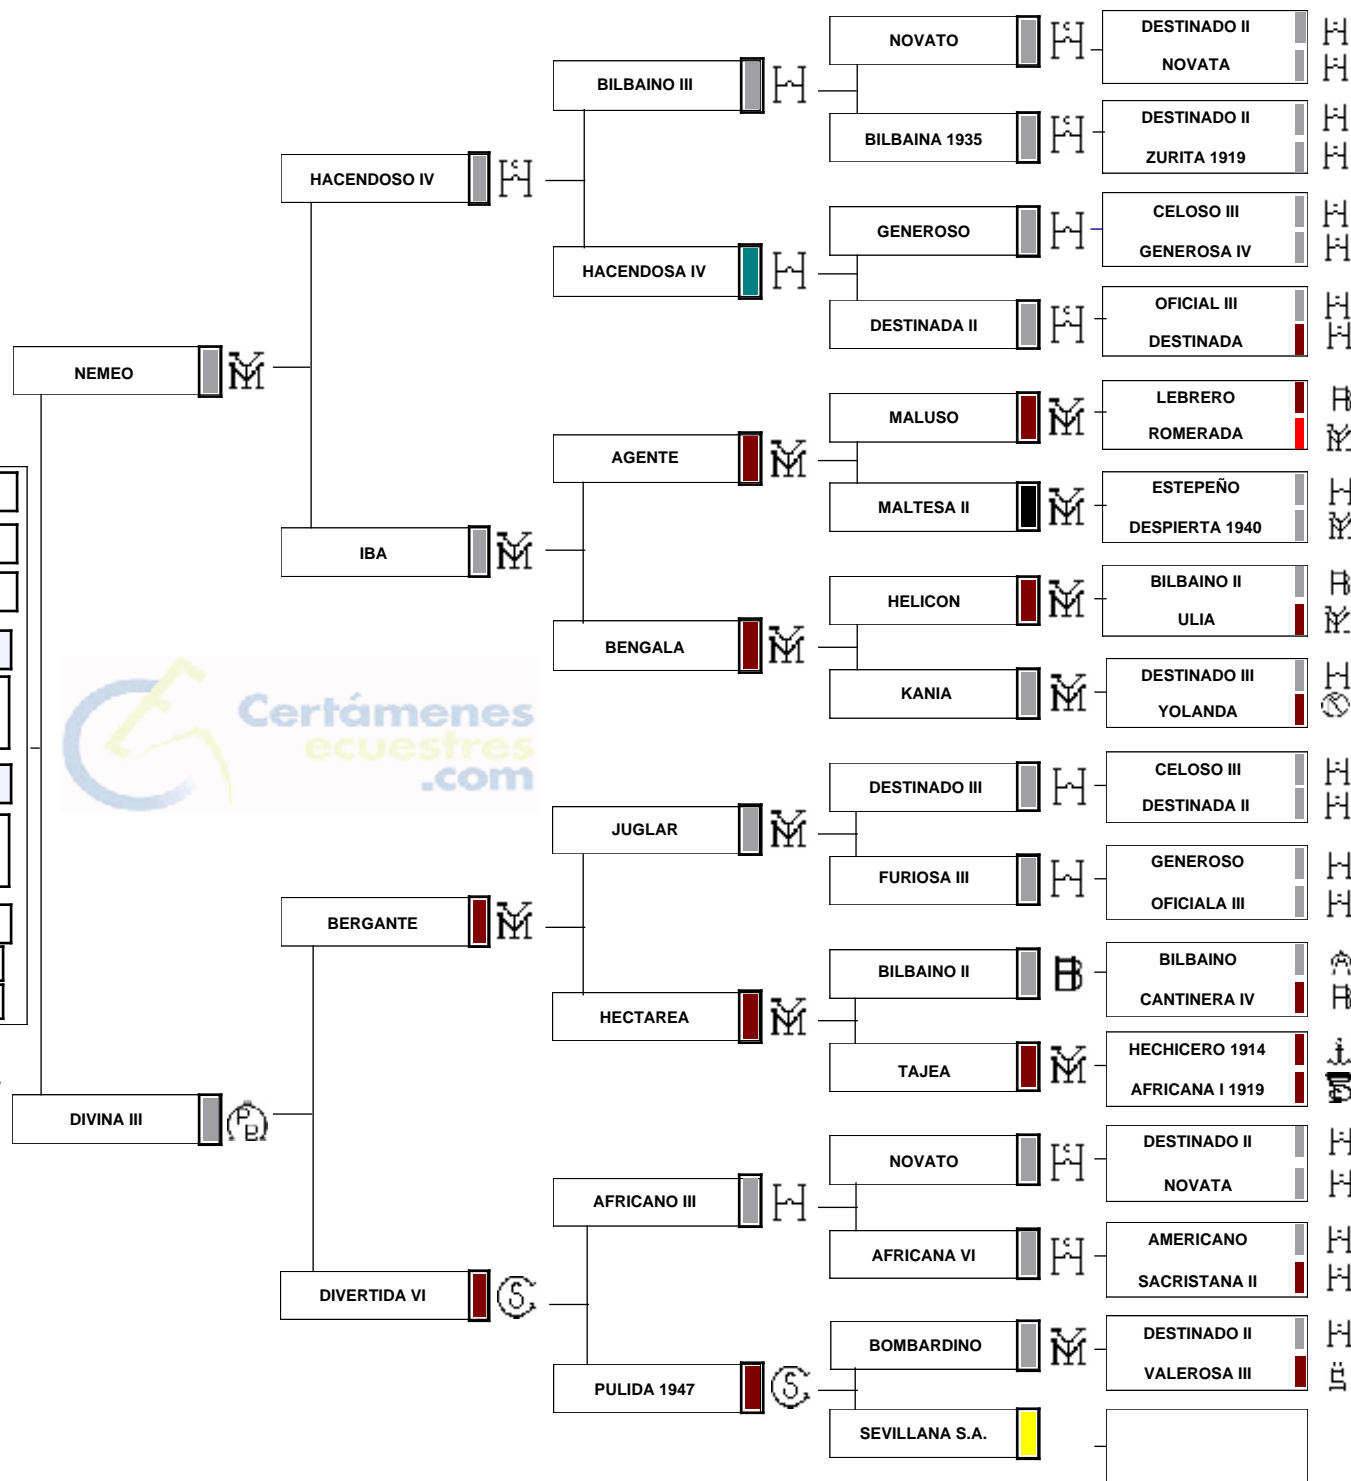 NEMEO
DIVINA III
HACENDOSO IV
IBA
BERGANTE
DIVERTIDA VI
BILBAINO III
HACENDOSA IV
AGENTE
BENGALA
JUGLAR
HECTAREA
AFRICANO III
PULIDA 1947
NOVATO
BILBAINA 1935
GENEROSO
DESTINADA II
MALUSO
MALTESA II
HELICON
KANIA
DESTINADO III
FURIOSA III
BILBAINO II
TAJEA
NOVATO
AFRICANA VI
BOMBARDINO
SEVILLANA S.A.
DESTINADO II
NOVATA
DESTINADO II
ZURITA 1919
CELOSO III
GENEROSA IV
OFICIAL III
DESTINADA
LEBRERO
ROMERADA
ESTEPEÑO
DESPIERTA 1940
BILBAINO II
ULIA
DESTINADO III
YOLANDA
CELOSO III
DESTINADA II
GENEROSO
OFICIALA III
BILBAINO
CANTINERA IV
HECHICERO 1914
AFRICANA I 1919
DESTINADO II
NOVATA
AMERICANO
SACRISTANA II
DESTINADO II
VALEROSA III
Certámenes
ecuestres
.com